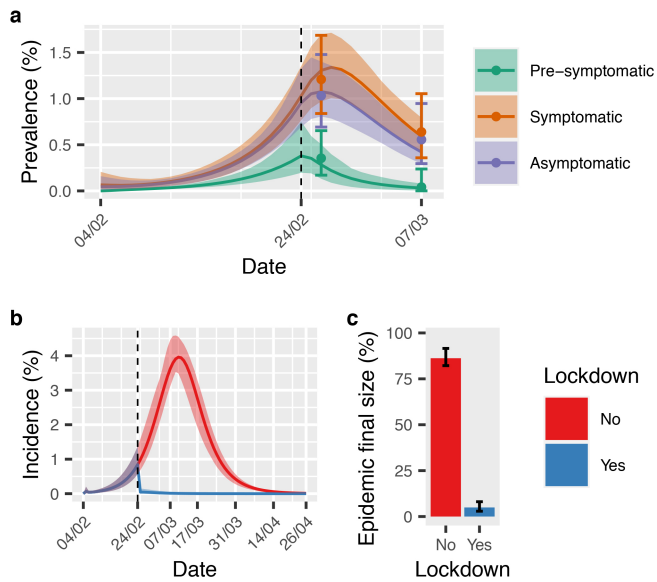 a
Prevalence (%)
1.5
1.0
0.5
0.0
04/02
24/02
07/03
Date
Pre−symptomatic
Symptomatic
Asymptomatic
b
Incidence (%)
4
3
2
1
0
04/02
24/02
07/03
17/03
31/03
14/04
26/04
Date
c
Epidemic final size (%)
100
75
50
25
0
No
Yes
Lockdown
Lockdown
No
Yes